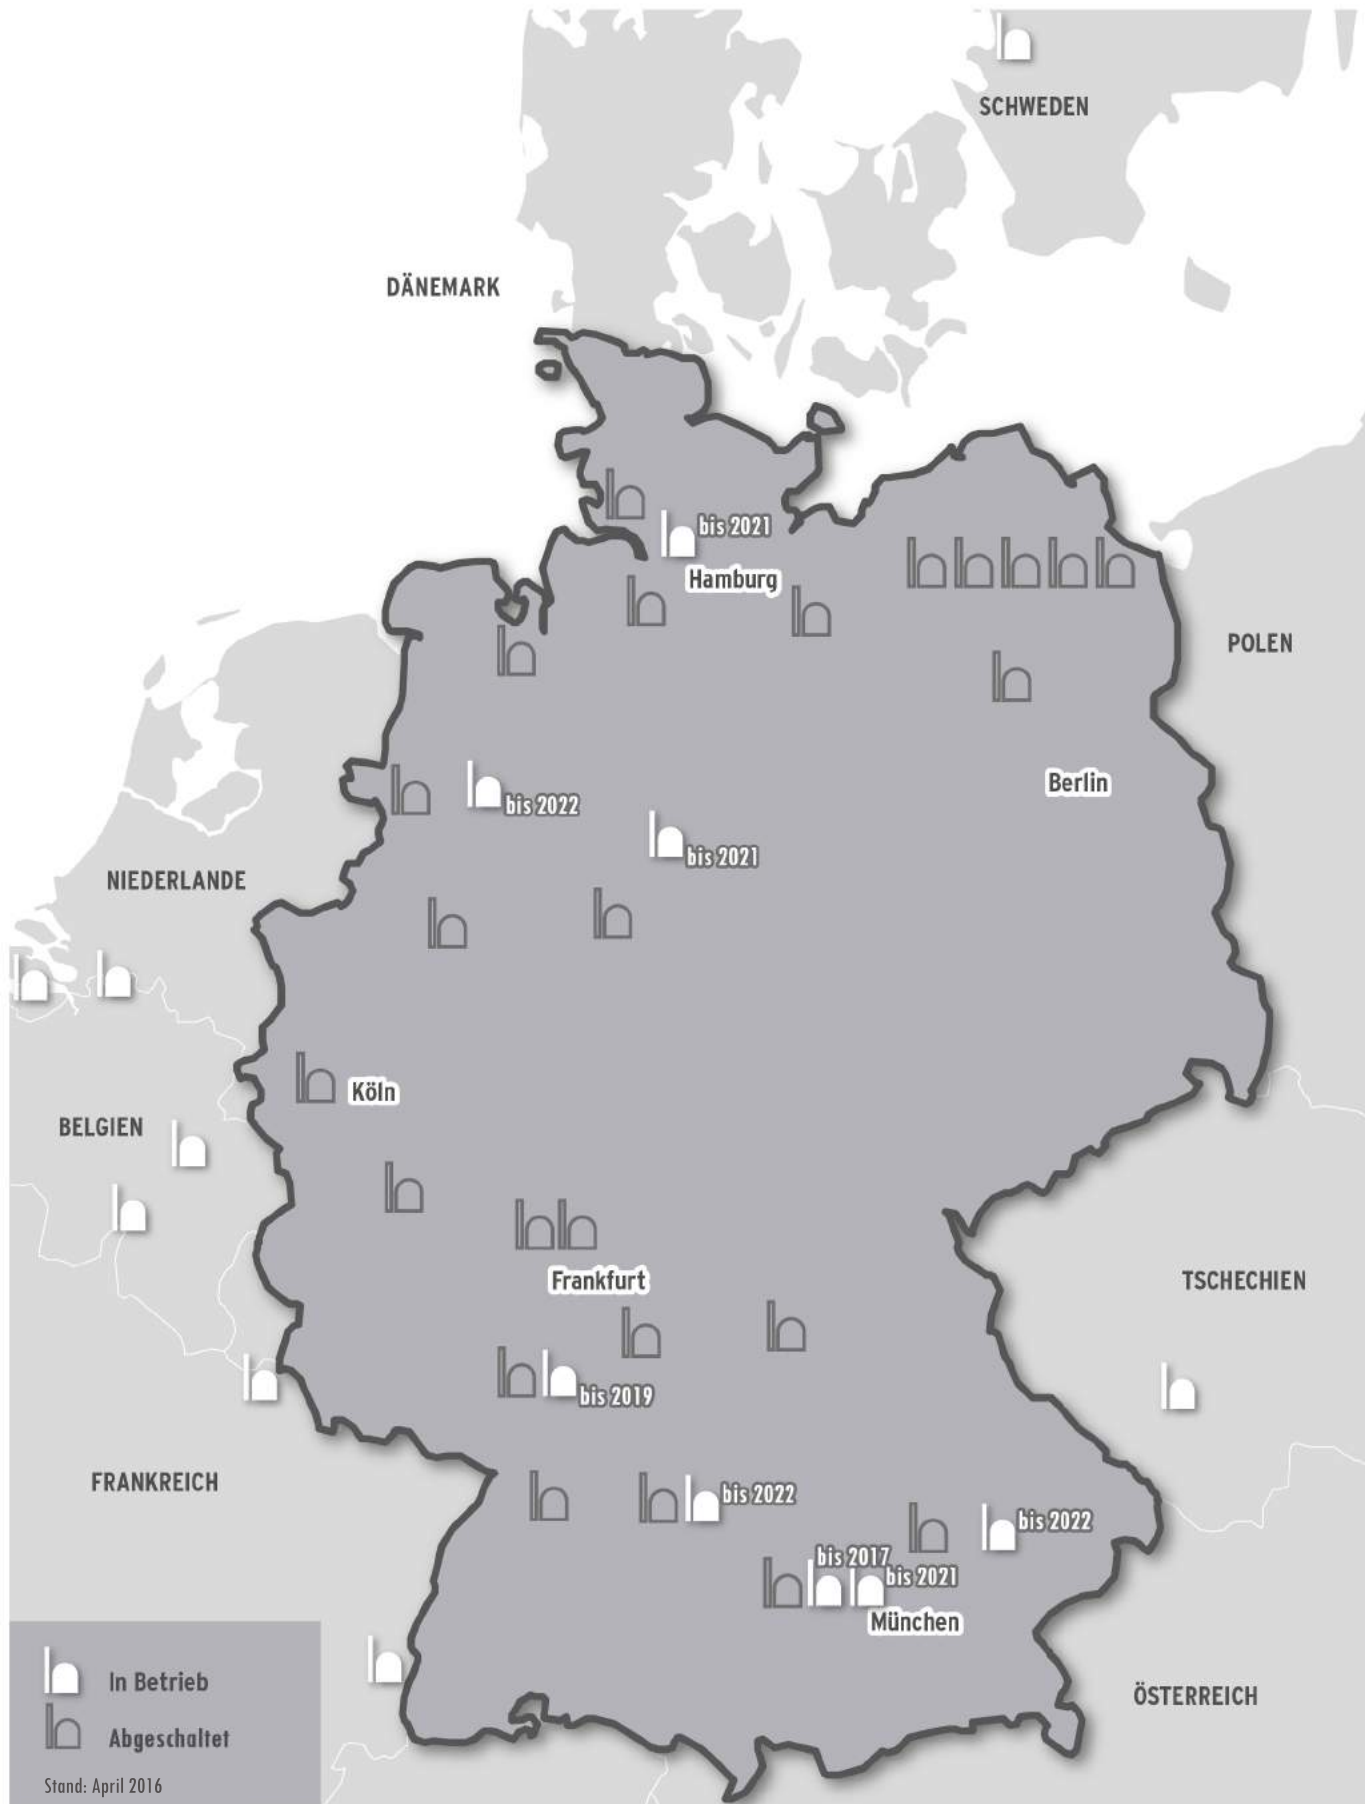 SCHWEDEN
DÄNEMARK
bis 2021
Hamburg
POLEN
Berlin
bis 2022
bis 2021
NIEDERLANDE
Köln
BELGIEN
Frankfurt
TSCHECHIEN
bis 2019
FRANKREICH
bis 2022
bis 2022
bis 2017
bis 2021
München
ÖSTERREICH
In Betrieb
Abgeschaltet
Stand: April 2016